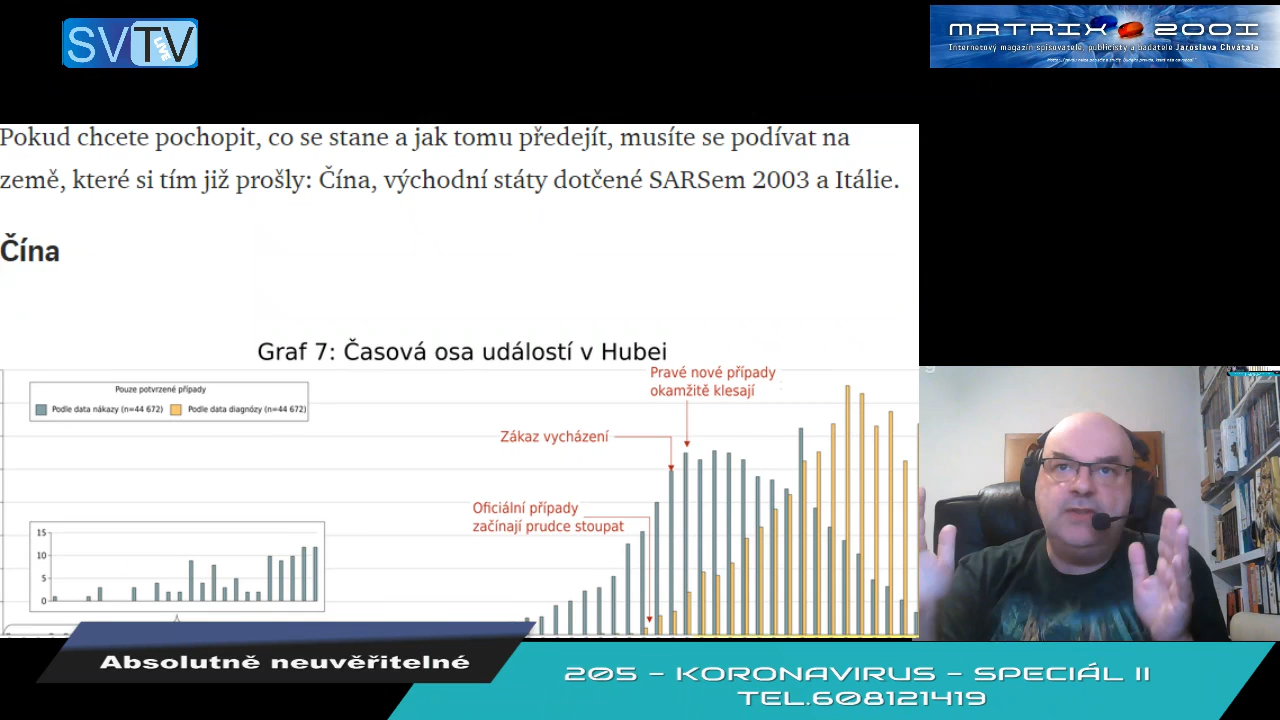 SVTV
LIVE
MATRIX 2001
Internetový magazín spisovatele, publicisty a badatele Jaroslava Chvátala
Pokud chcete pochopit, co se stane a jak tomu předejít, musíte se podívat na
země, které si tím již prošly: Čína, východní státy dotčené SARSem 2003 a Itálie.
Čína
Graf 7: Časová osa událostí v Hubei
Pouze potvrzené případy
Podle data nákazy (n=44 672) Podle data diagnózy (n=44 672)
Pravé nové případy
okamžitě klesají
Zákaz vycházení
Oficiální případy
začínají prudce stoupat
15
10
5
0
Absolutně neuvěřitelné
205 - KORONAVIRUS - SPECIÁL II
TEL.608121419